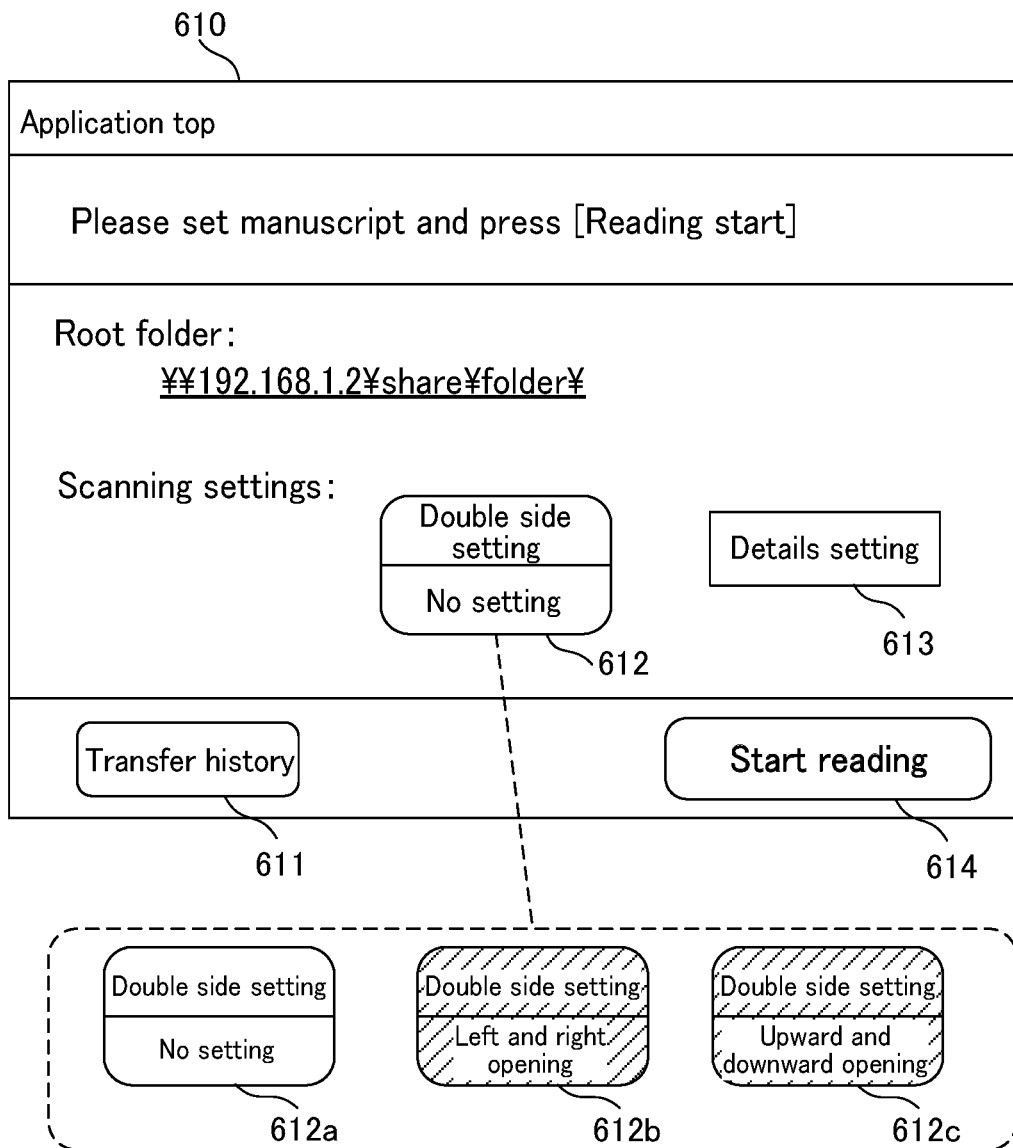 610
Application top
Please set manuscript and press [Reading start]
Root folder:
¥¥192.168.1.2¥share¥folder¥
Scanning settings:
Double side
setting
No setting
612
Details setting
613
Transfer history
611
Start reading
614
Double side setting
No setting
612a
Double side setting
Left and right
opening
612b
Double side setting
Upward and
downward opening
612c